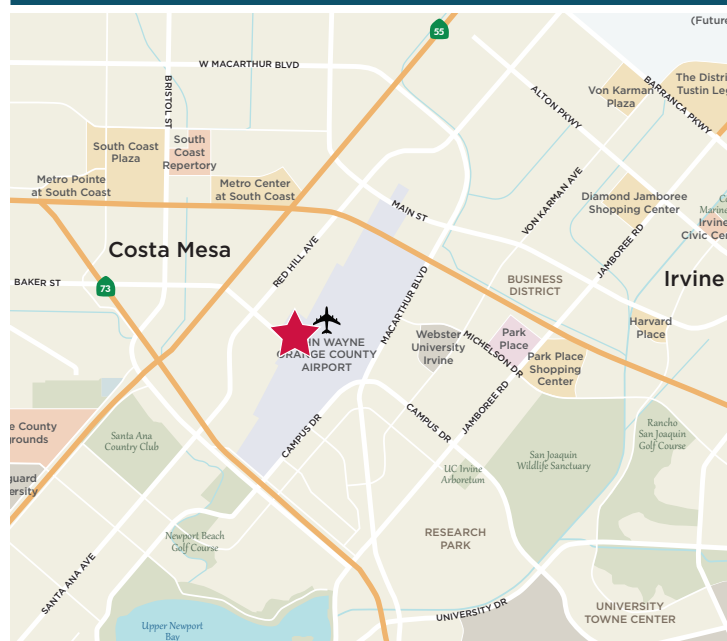 (Future
55
W MACARTHUR BLVD
BRISTOL ST
ALTON PKWY
BARRANCA PKWY
Von Karman
Plaza
The Distri
Tustin Leg
South Coast
Plaza
South
Coast
Repertory
Metro Pointe
at South Coast
Metro Center
at South Coast
MAIN ST
VON KARMAN AVE
Diamond Jamboree
Shopping Center
Marine
Irvine
Civic Cen
JAMBOREE RD
Costa Mesa
RED HILL AVE
BAKER ST
73
MACARTHUR BLVD
BUSINESS
DISTRICT
Irvine
IN WAYNE
ORANGE COUNTY
AIRPORT
Webster
University
Irvine
MICHELSON DR
Park
Place
Harvard
Place
Park Place
Shopping
Center
JAMBOREE RD
CAMPUS DR
CAMPUS DR
e County
grounds
Santa Ana
Country Club
guard
ersity
UC Irvine
Arboretum
San Joaquin
Wildlife Sanctuary
Rancho
San Joaquin
Golf Course
Newport Beach
Golf Course
RESEARCH
PARK
SANTA ANA AVE
Upper Newport
Bay
UNIVERSITY DR
UNIVERSITY
TOWNE CENTER